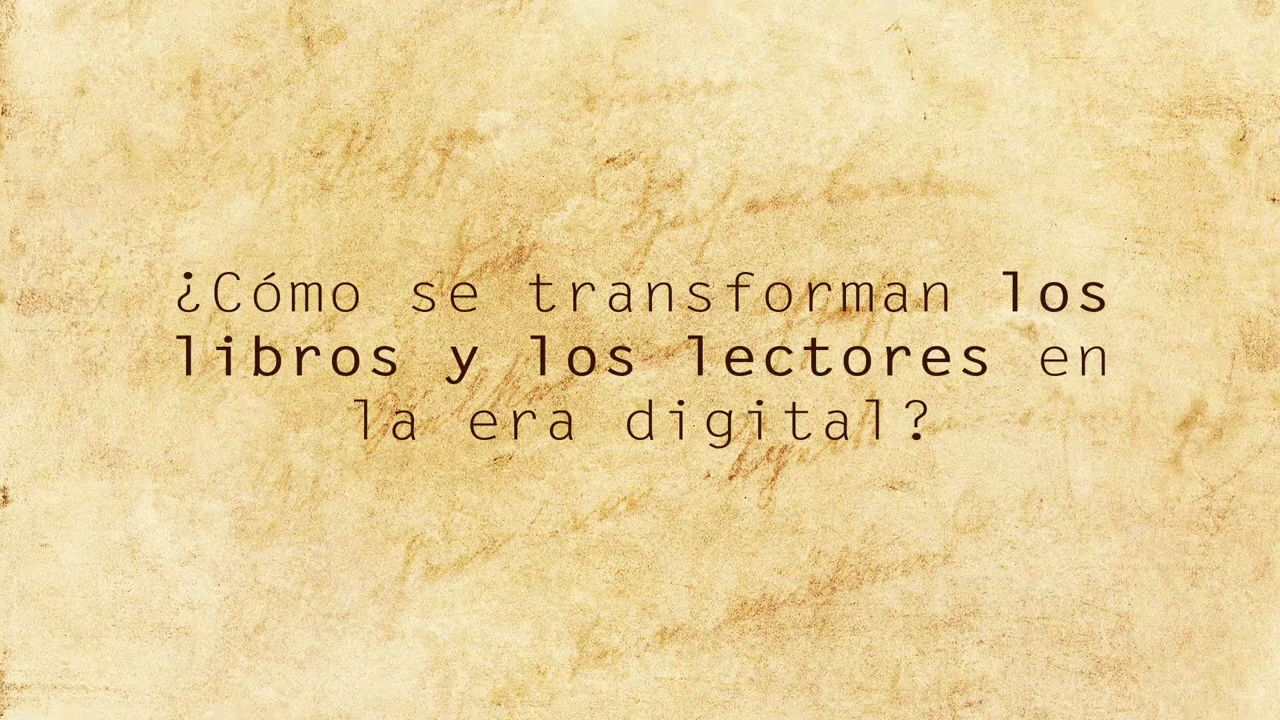 ¿Cómo se transforman los
libros y los lectores en
la era digital?